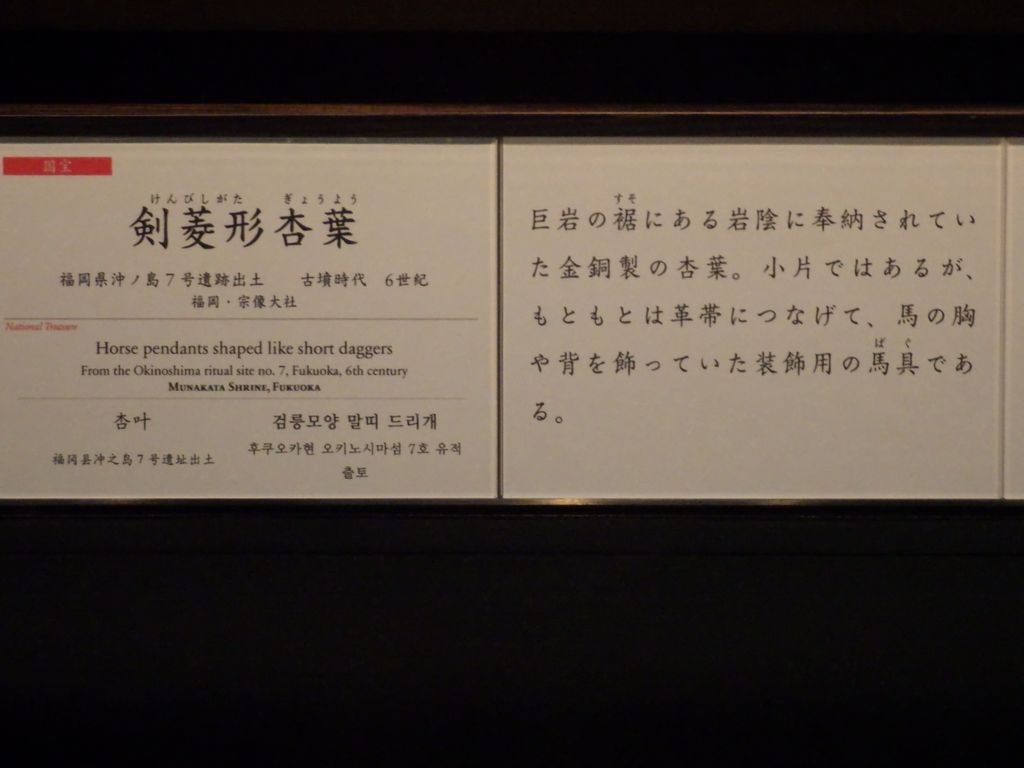 国宝
けんびしがた ぎょうよう
剣菱形杏葉
福岡県沖ノ島7号遺跡出土 古墳時代 6世紀
福岡・宗像大社
National Treasure
Horse pendants shaped like short daggers
From the Okinoshima ritual site no. 7, Fukuoka, 6th century
MUNAKATA SHRINE, FUKUOKA
杏叶
福冈县冲之岛7号遗址出土
검릉모양 말띠 드리개
후쿠오카현 오키노시마섬 7호 유적
출토
すそ
巨岩の裾にある岩陰に奉納されてい
た金銅製の杏葉。小片ではあるが、
もともとは革帯につなげて、馬の胸
ばぐ
や背を飾っていた装飾用の馬具であ
る。